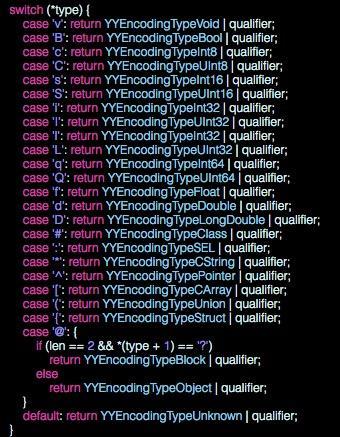 switch (*type) {
case 'v': return YYEncodingTypeVoid | qualifier;
case 'B': return YYEncodingTypeBool | qualifier;
case 'c': return YYEncodingTypeInt8 | qualifier;
case 'C': return YYEncodingTypeUInt8 | qualifier;
case 's': return YYEncodingTypeInt16 | qualifier;
case 'S': return YYEncodingTypeUInt16 | qualifier;
case 'i': return YYEncodingTypeInt32 | qualifier;
case 'I': return YYEncodingTypeUInt32 | qualifier;
case 'l': return YYEncodingTypeInt32 | qualifier;
case 'L': return YYEncodingTypeUInt32 | qualifier;
case 'q': return YYEncodingTypeInt64 | qualifier;
case 'Q': return YYEncodingTypeUInt64 | qualifier;
case 'f': return YYEncodingTypeFloat | qualifier;
case 'd': return YYEncodingTypeDouble | qualifier;
case 'D': return YYEncodingTypeLongDouble | qualifier;
case '#': return YYEncodingTypeClass | qualifier;
case ':': return YYEncodingTypeSEL | qualifier;
case '*': return YYEncodingTypeCString | qualifier;
case '^': return YYEncodingTypePointer | qualifier;
case '[': return YYEncodingTypeCArray | qualifier;
case '(': return YYEncodingTypeUnion | qualifier;
case '{': return YYEncodingTypeStruct | qualifier;
case '@': {
if (len == 2 && *(type + 1) == '?')
return YYEncodingTypeBlock | qualifier;
else
return YYEncodingTypeObject | qualifier;
}
default: return YYEncodingTypeUnknown | qualifier;
}